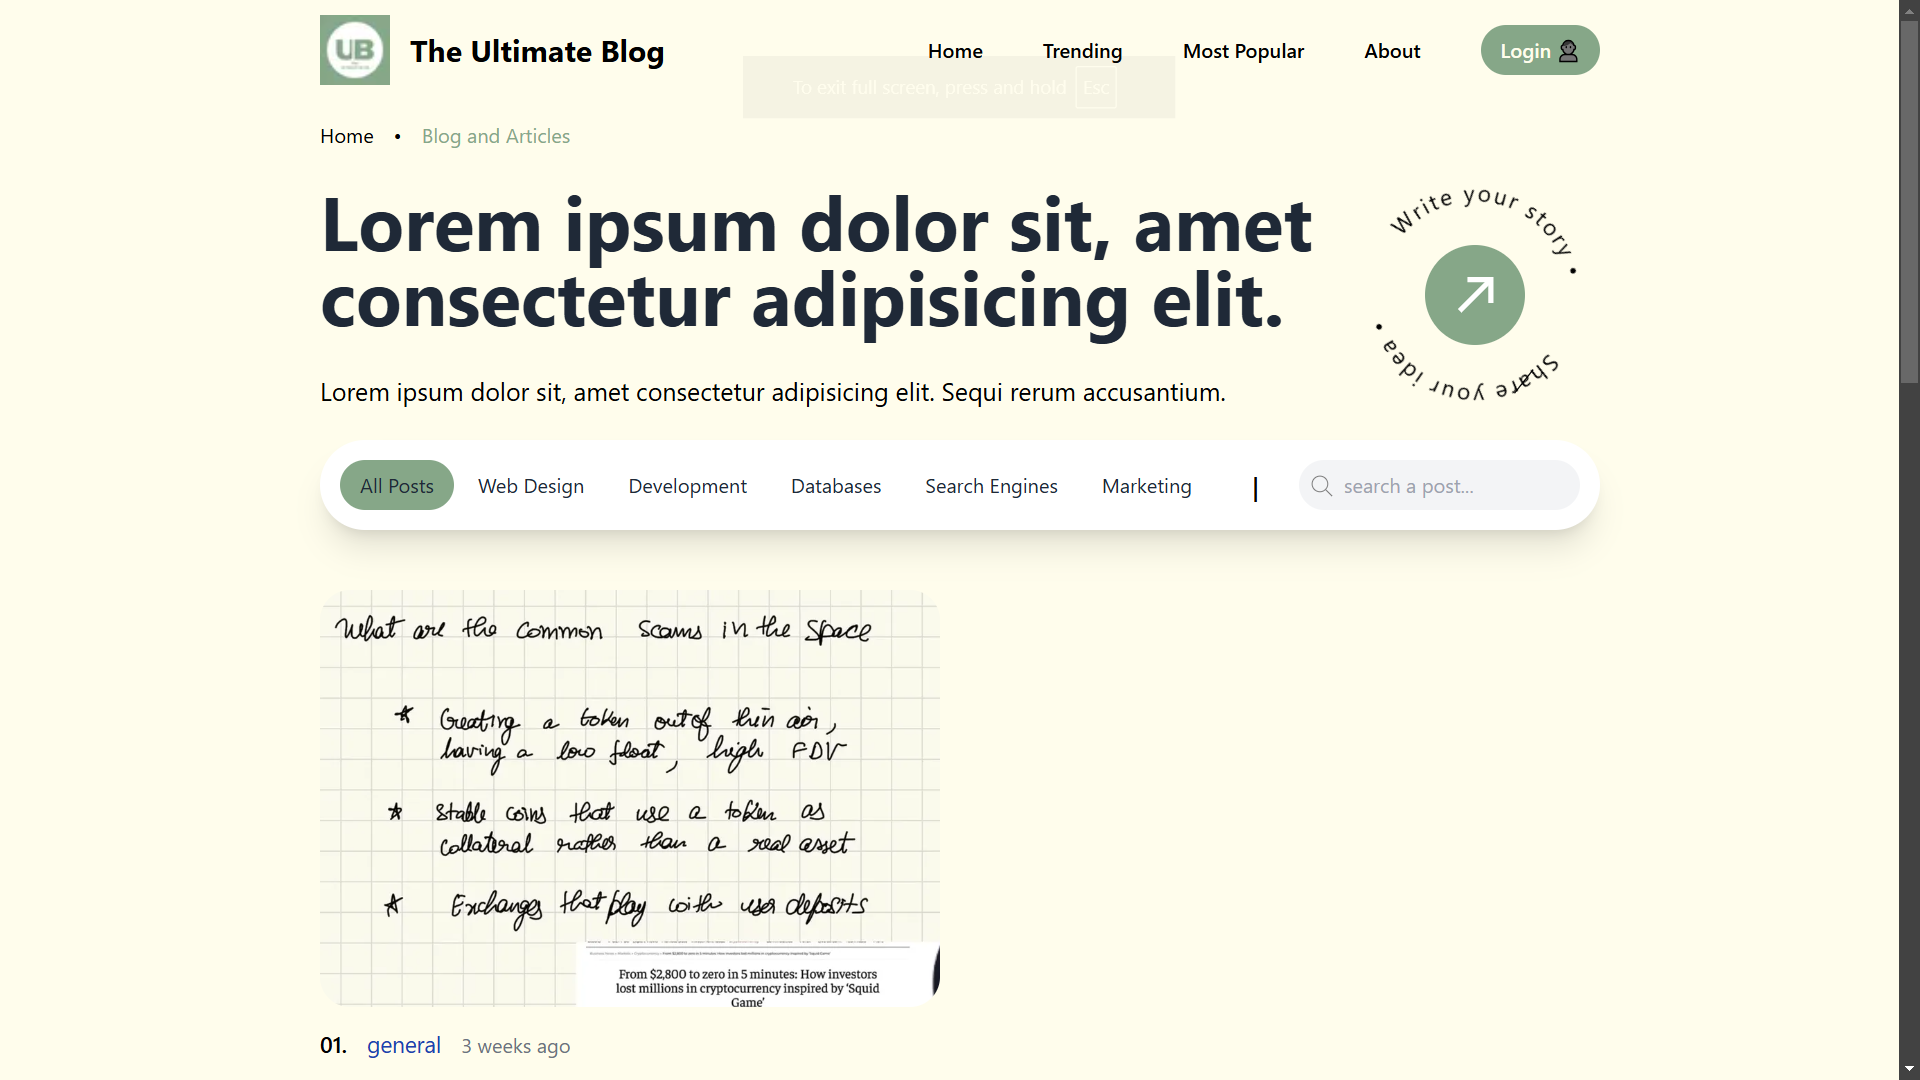 UB
The Ultimate Blog
Home
Trending
Most Popular
About
Login
To exit full screen, press and hold Esc
Home • Blog and Articles
Lorem ipsum dolor sit, amet
consectetur adipisicing elit.
Write your story •
Share your idea •
Lorem ipsum dolor sit, amet consectetur adipisicing elit. Sequi rerum accusantium.
All Posts
Web Design
Development
Databases
Search Engines
Marketing
|
search a post...
What are the common scams in the space
* Creating a token out of thin air,
having a low float, high FDV
* Stable coins that use a token as
collateral rather than a real asset
* Exchanges that play with user deposits
From $2,800 to zero in 5 minutes: How investors
lost millions in cryptocurrency inspired by ‘Squid
Game’
01. general 3 weeks ago